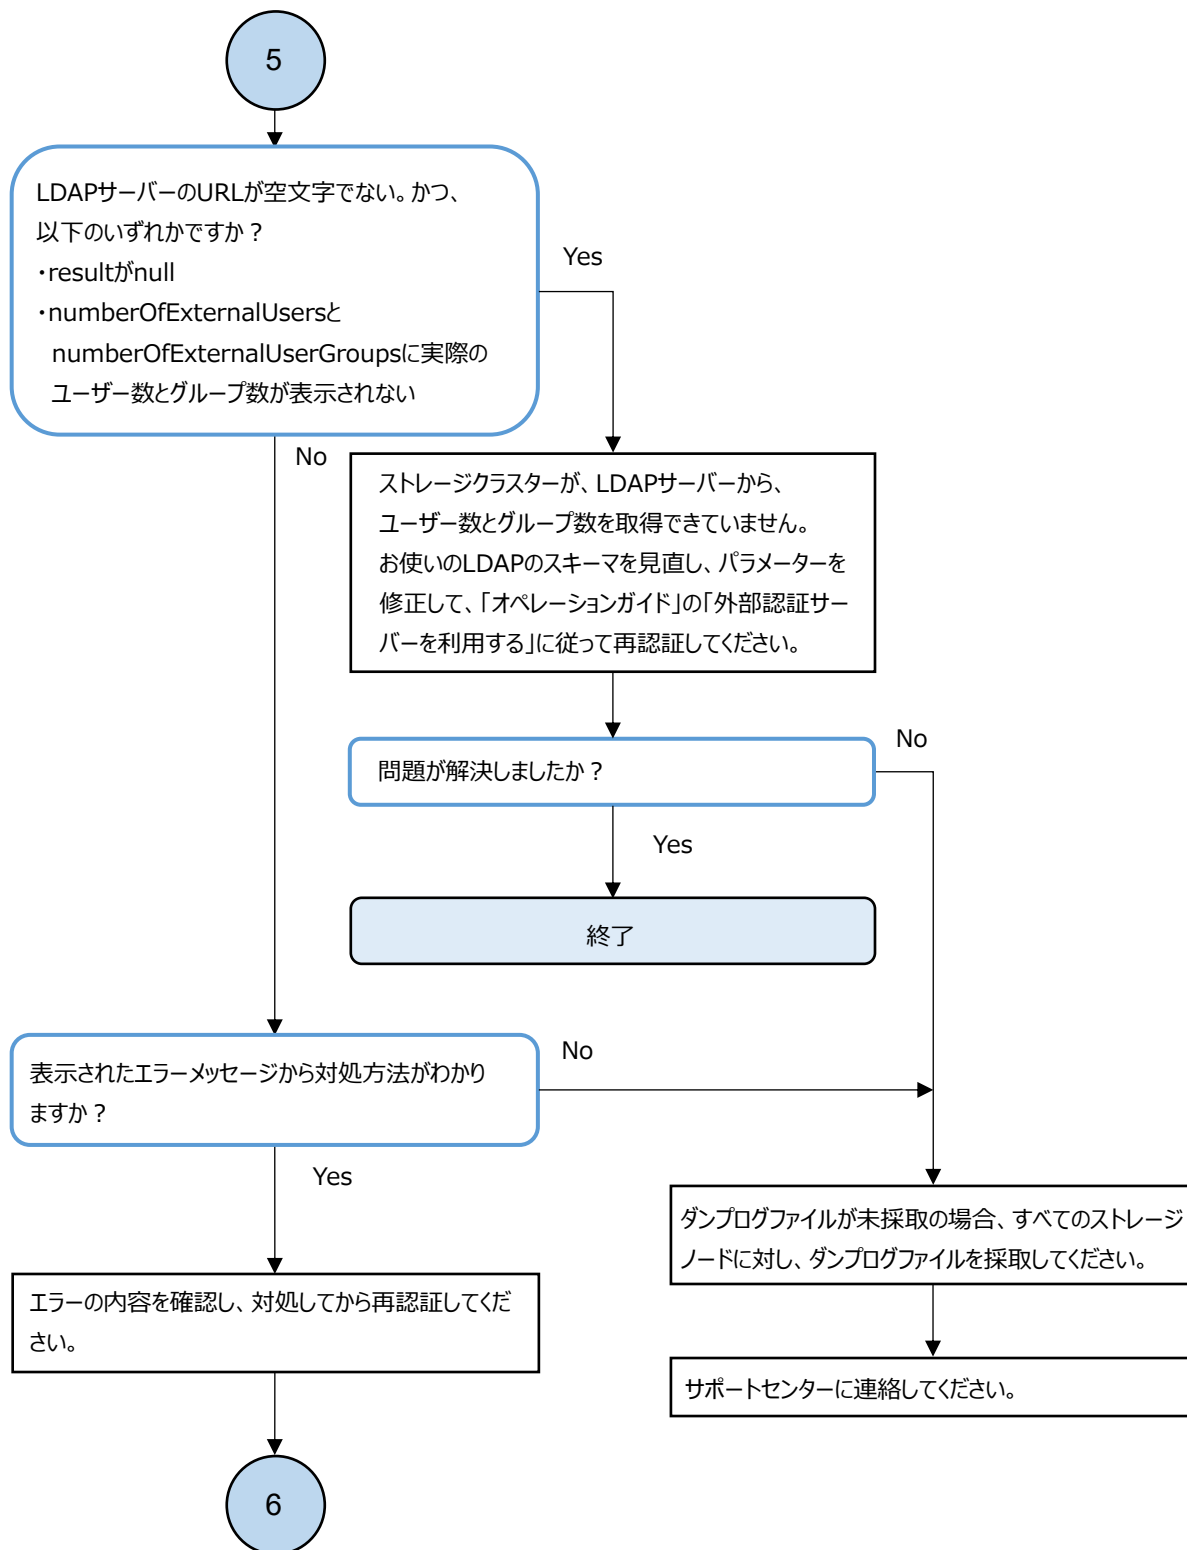 5
LDAPサーバーのURLが空文字でない。かつ、
以下のいずれかですか？
・resultがnull
・numberOfExternalUsersと
numberOfExternalUserGroupsに実際の
ユーザー数とグループ数が表示されない
Yes
No
ストレージクラスターが、LDAPサーバーから、
ユーザー数とグループ数を取得できていません。
お使いのLDAPのスキーマを見直し、パラメーターを
修正して、「オペレーションガイド」の「外部認証サー
バーを利用する」に従って再認証してください。
問題が解決しましたか？
No
Yes
終了
表示されたエラーメッセージから対処方法がわかり
ますか？
No
Yes
ダンプログファイルが未採取の場合、すべてのストレージ
ノードに対し、ダンプログファイルを採取してください。
エラーの内容を確認し、対処してから再認証してくだ
さい。
サポートセンターに連絡してください。
6